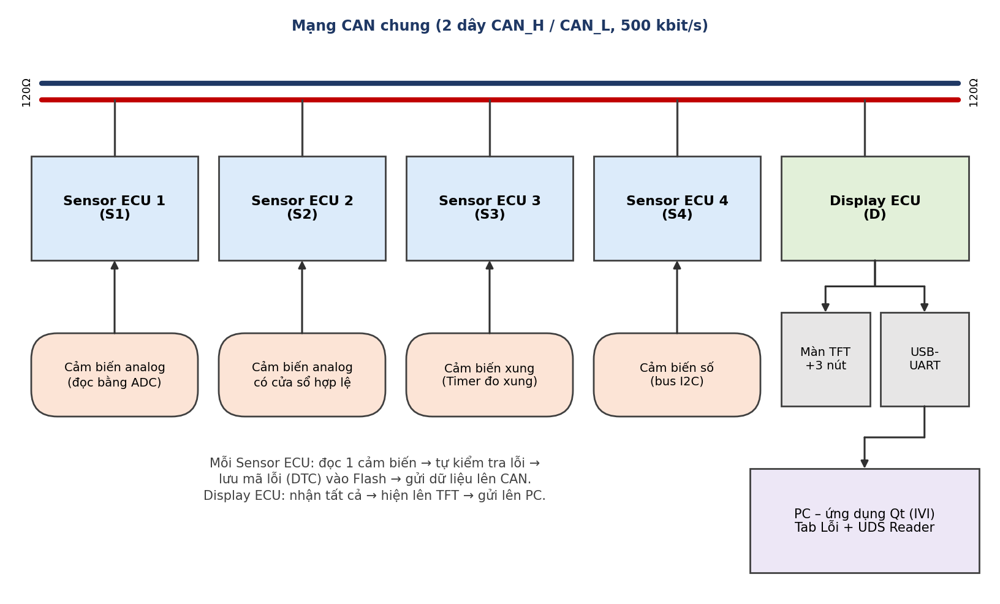 Mạng CAN chung (2 dây CAN_H / CAN_L, 500 kbit/s)
120Ω
120Ω
Sensor ECU 1
(S1)
Sensor ECU 2
(S2)
Sensor ECU 3
(S3)
Sensor ECU 4
(S4)
Display ECU
(D)
Cảm biến analog
(đọc bằng ADC)
Cảm biến analog
có cửa sổ hợp lệ
Cảm biến xung
(Timer đo xung)
Cảm biến số
(bus I2C)
Màn TFT
+3 nút
USB-
UART
Mỗi Sensor ECU: đọc 1 cảm biến → tự kiểm tra lỗi →
lưu mã lỗi (DTC) vào Flash → gửi dữ liệu lên CAN.
Display ECU: nhận tất cả → hiện lên TFT → gửi lên PC.
PC – ứng dụng Qt (IVI)
Tab Lỗi + UDS Reader